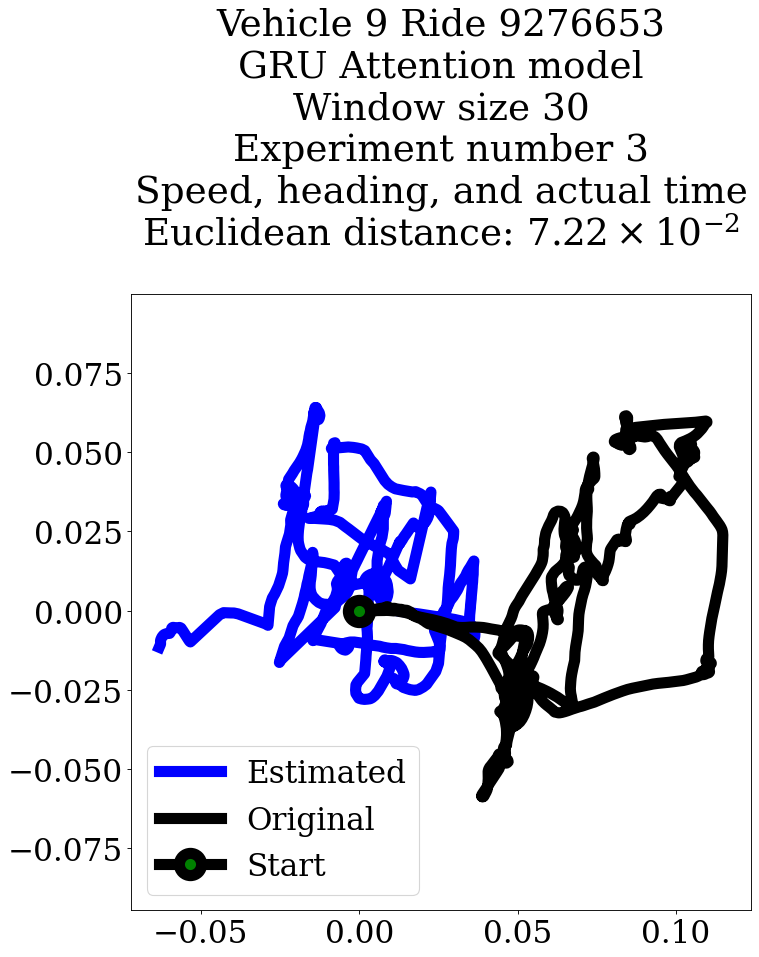 Vehicle 9 Ride 9276653
GRU Attention model
Window size 30
Experiment number 3
Speed, heading, and actual time
Euclidean distance: 7.22 × 10⁻²
0.075
0.050
0.025
0.000
−0.025
−0.050
−0.075
Estimated
Original
Start
−0.05 0.00 0.05 0.10